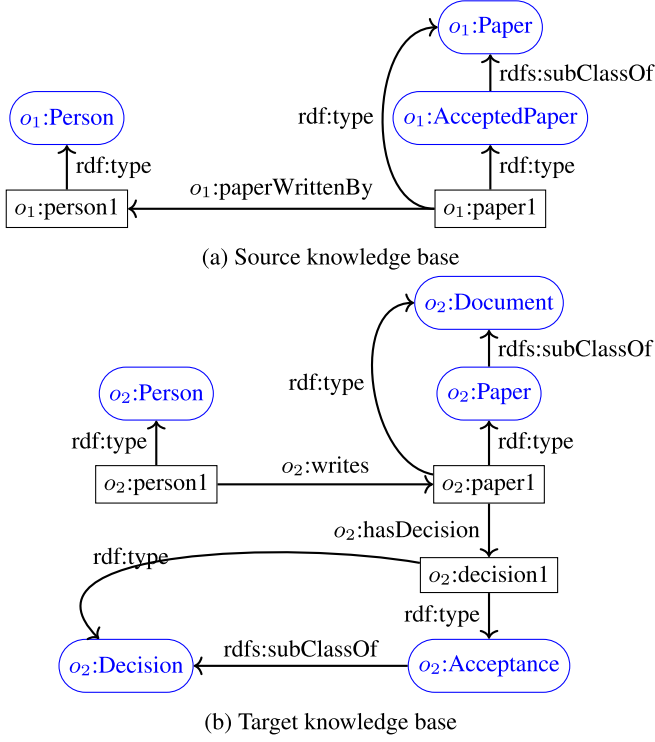 o₁:Paper
rdfs:subClassOf
o₁:Person
rdf:type
o₁:AcceptedPaper
rdf:type
rdf:type
o₁:paperWrittenBy
o₁:person1
o₁:paper1
(a) Source knowledge base
o₂:Document
rdfs:subClassOf
rdf:type
o₂:Person
o₂:Paper
rdf:type
rdf:type
o₂:writes
o₂:person1
o₂:paper1
o₂:hasDecision
rdf:type
o₂:decision1
rdf:type
rdfs:subClassOf
o₂:Decision
o₂:Acceptance
(b) Target knowledge base